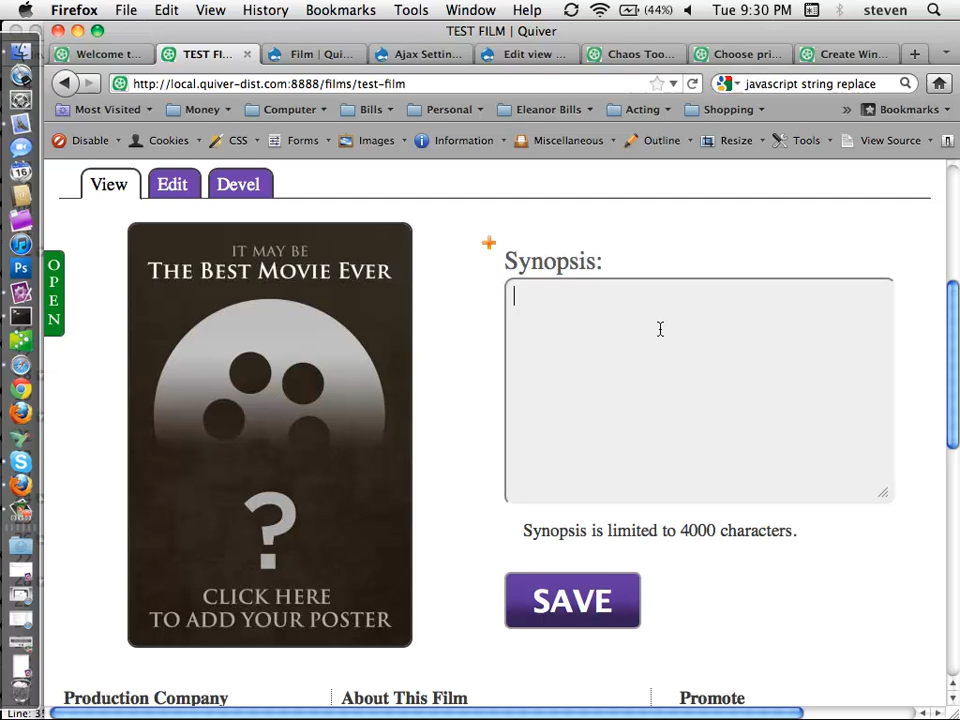 Firefox File Edit View History Bookmarks Tools Window Help (44%) Tue 9:30 PM steven
TEST FILM | Quiver
Welcome t... TEST FILM | Qui... Ajax Settin... Edit view ... Chaos Too... Choose pri... Create Win...
http://local.quiver-dist.com:8888/films/test-film
javascript string replace
Most Visited Money Computer Bills Personal Eleanor Bills Acting Shopping » Bookmarks
Disable Cookies CSS Forms Images Information Miscellaneous Outline Resize Tools View Source
View Edit Devel
OPEN
IT MAY BE
THE BEST MOVIE EVER
?
CLICK HERE
TO ADD YOUR POSTER
Synopsis:
Synopsis is limited to 4000 characters.
SAVE
Production Company About This Film Promote
Line: